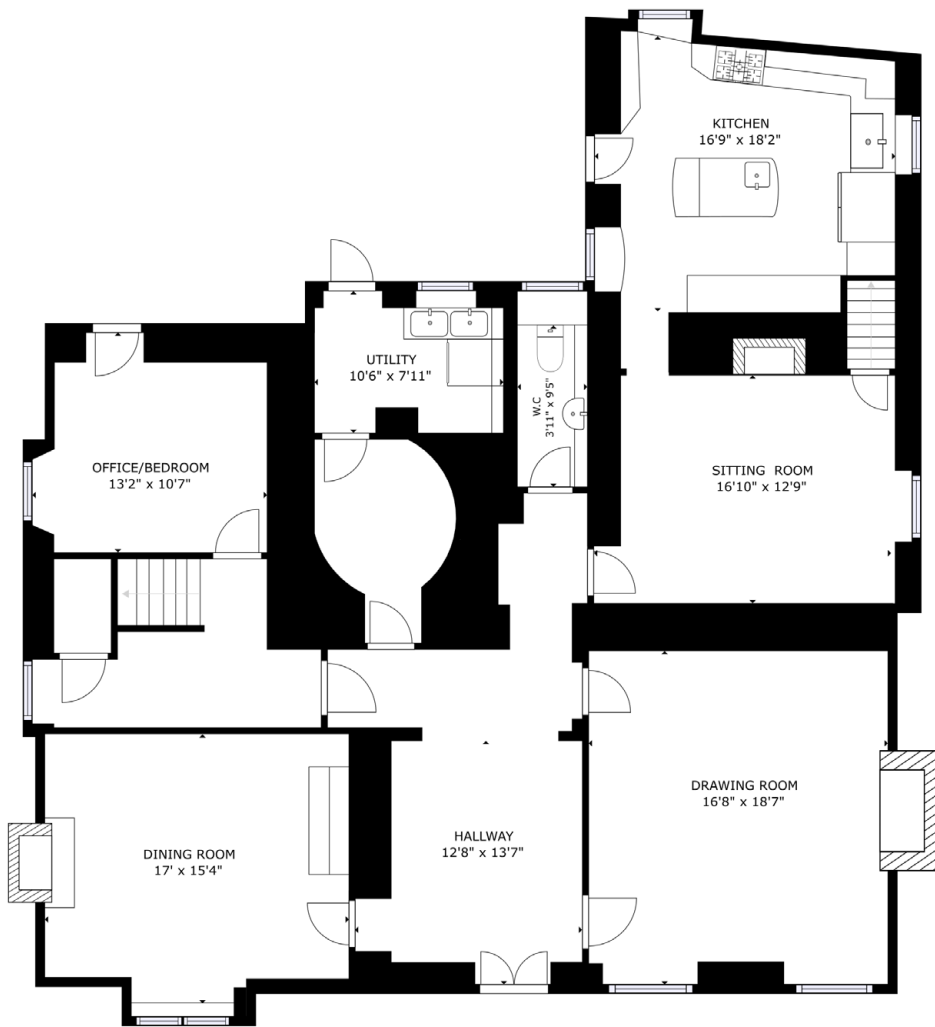 KITCHEN
16'9" x 18'2"
UTILITY
10'6" x 7'11"
W.C
3'11" x 9'5"
OFFICE/BEDROOM
13'2" x 10'7"
SITTING ROOM
16'10" x 12'9"
DRAWING ROOM
16'8" x 18'7"
HALLWAY
12'8" x 13'7"
DINING ROOM
17' x 15'4"